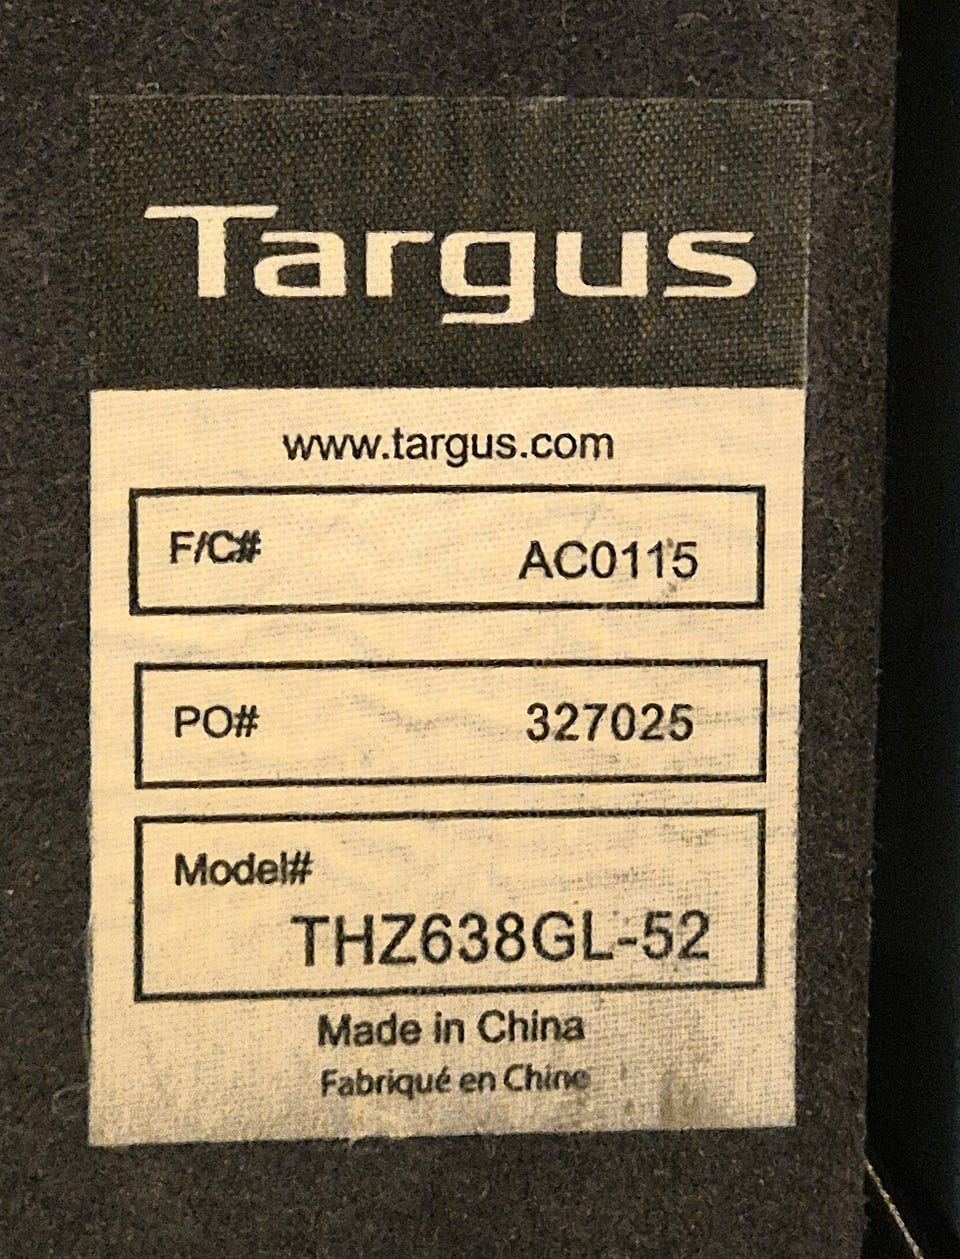 Targus
www.targus.com
F/C# AC0115
PO# 327025
Model#
THZ638GL-52
Made in China
Fabriqué en Chine